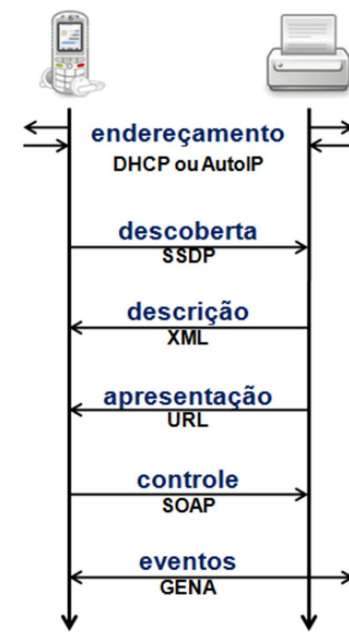 endereçamento
DHCP ou AutoIP
descoberta
SSDP
descrição
XML
apresentação
URL
controle
SOAP
eventos
GENA